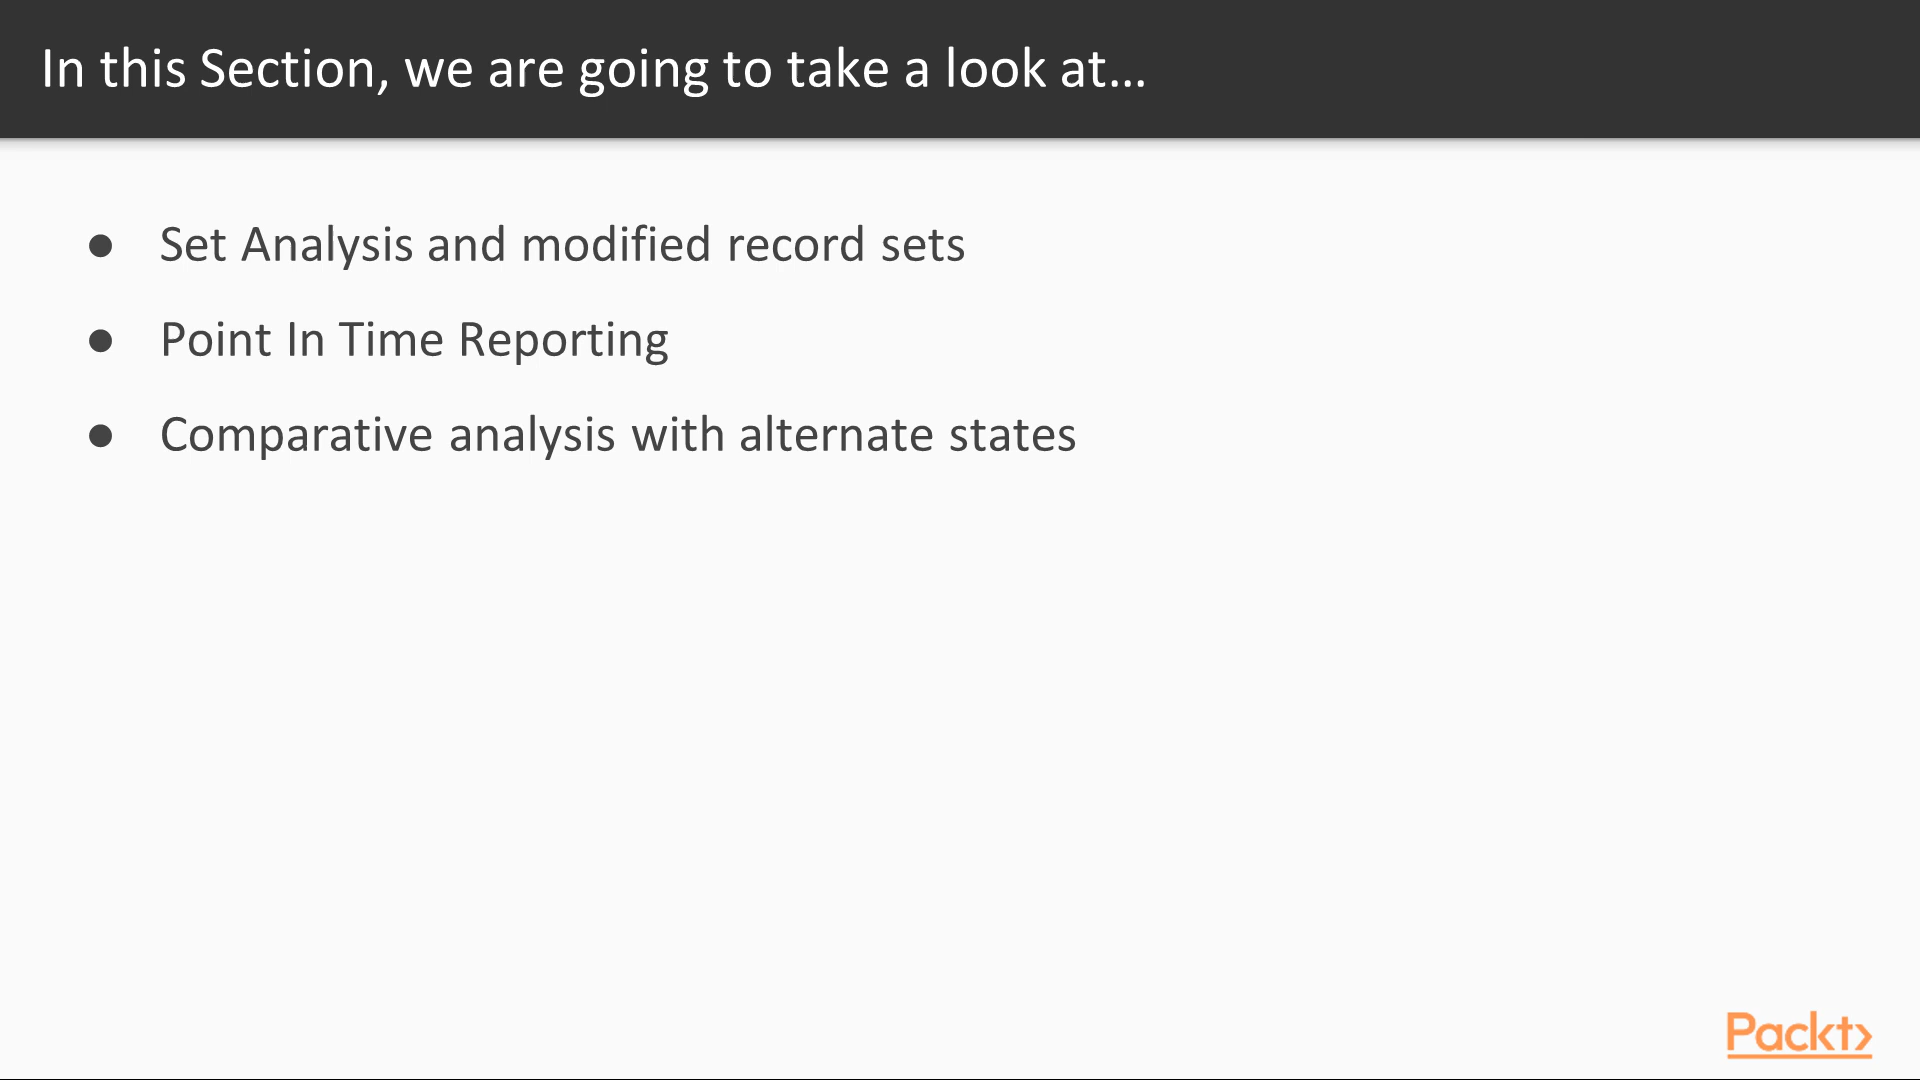 In this Section, we are going to take a look at...
● Set Analysis and modified record sets
● Point In Time Reporting
● Comparative analysis with alternate states
Packt>